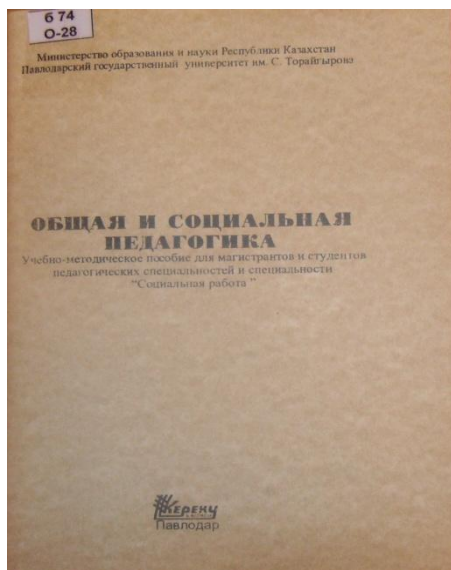 б 74
О-28
Министерство образования и науки Республики Казахстан
Павлодарский государственный университет им. С. Торайгырова
ОБЩАЯ И СОЦИАЛЬНАЯ
ПЕДАГОГИКА
Учебно-методическое пособие для магистрантов и студентов
педагогических специальностей и специальности
"Социальная работа "
КЕРЕКУ
Павлодар